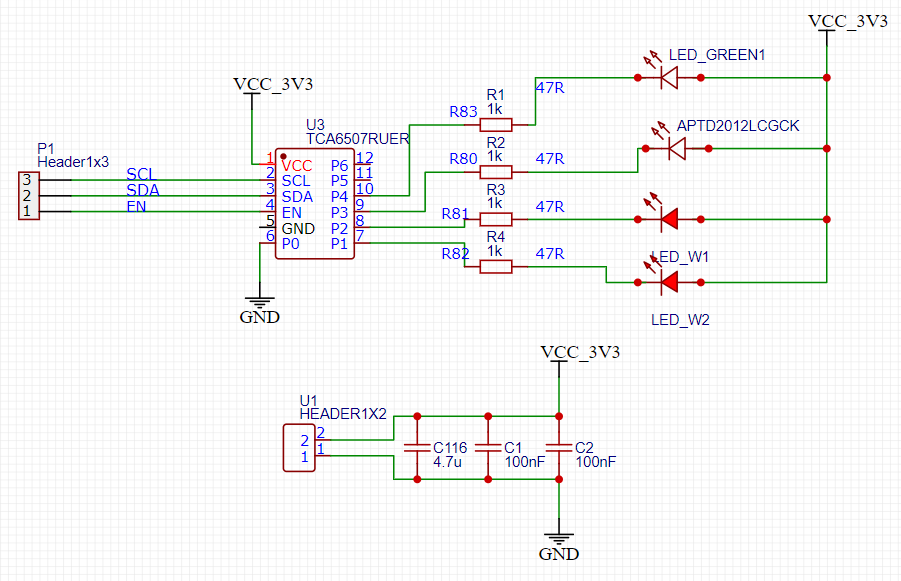 VCC_3V3
LED_GREEN1
VCC_3V3
47R
R1
1k
R83
APTD2012LCGCK
U3
TCA6507RUER
R2
1k
R80
47R
P1
Header1x3
1 VCC P6 12
2 SCL P5 11
3 SDA P4 10
4 EN P3 9
5 GND P2 8
6 P0 P1 7
3 SCL
2 SDA
1 EN
R3
1k
R81
47R
R4
1k
R82
47R
LED_W1
LED_W2
GND
VCC_3V3
U1
HEADER1X2
2 2
1 1
C116
4.7u
C1
100nF
C2
100nF
GND